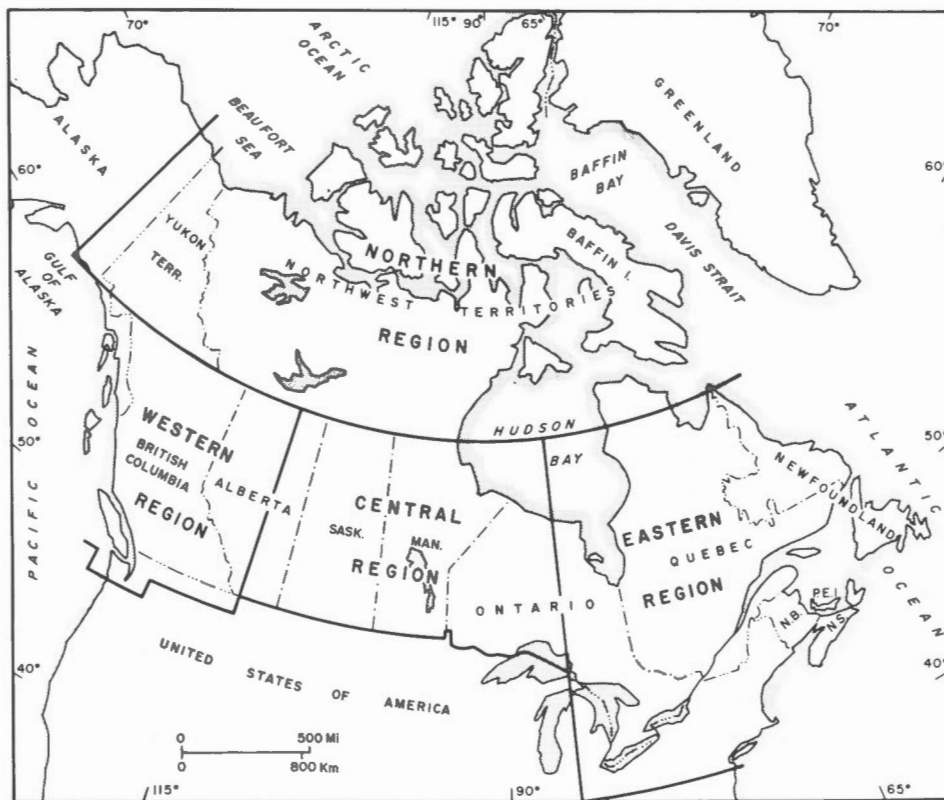 70° 115° 90° 65° 70°
ARCTIC
OCEAN
ALASKA
BEAUFORT
SEA
GREENLAND
60°
60°
BAFFIN
BAY
YUKON
TERR.
BAFFIN I.
DAVIS STRAIT
GULF
OF
ALASKA
NORTHERN
NORTHWEST TERRITORIES
REGION
PACIFIC OCEAN
ATLANTIC OCEAN
50°
50°
HUDSON
BAY
WESTERN
BRITISH
COLUMBIA
ALBERTA
REGION
CENTRAL
SASK. MAN.
REGION
NEWFOUNDLAND
EASTERN
QUEBEC
REGION
ONTARIO
P.E.I.
N.B.
N.S.
40°
40°
UNITED STATES OF AMERICA
0 500 Mi
0 800 Km
115° 90° 65°